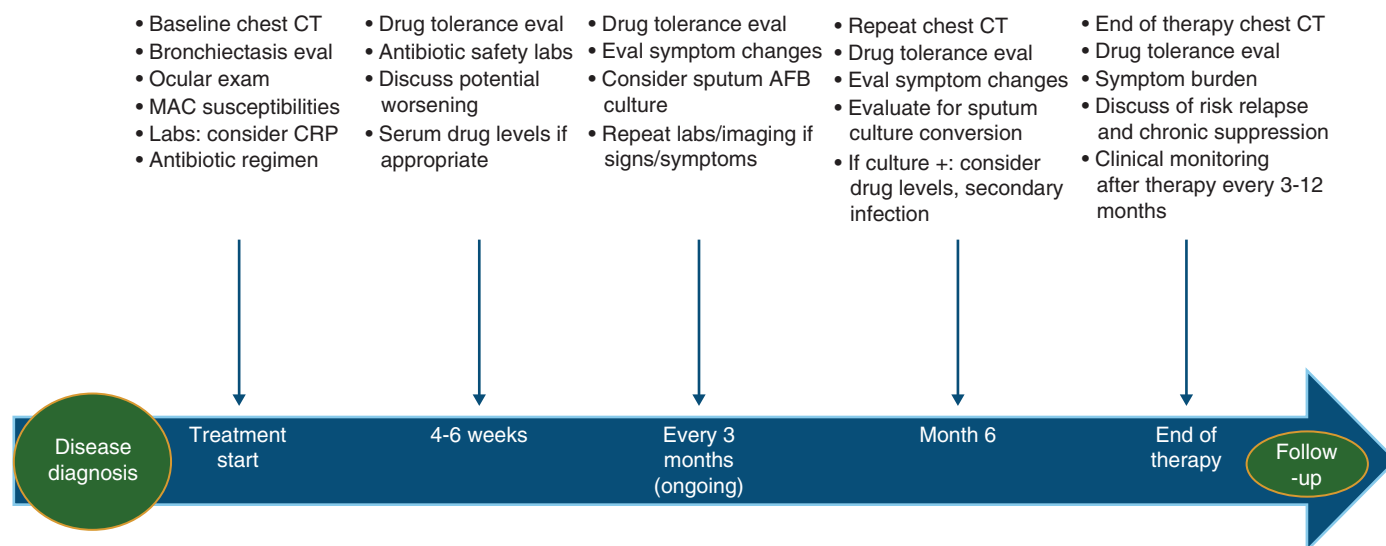 • Baseline chest CT
• Bronchiectasis eval
• Ocular exam
• MAC susceptibilities
• Labs: consider CRP
• Antibiotic regimen
• Drug tolerance eval
• Antibiotic safety labs
• Discuss potential
worsening
• Serum drug levels if
appropriate
• Drug tolerance eval
• Eval symptom changes
• Consider sputum AFB
culture
• Repeat labs/imaging if
signs/symptoms
• Repeat chest CT
• Drug tolerance eval
• Eval symptom changes
• Evaluate for sputum
culture conversion
• If culture +: consider
drug levels, secondary
infection
• End of therapy chest CT
• Drug tolerance eval
• Symptom burden
• Discuss of risk relapse
and chronic suppression
• Clinical monitoring
after therapy every 3-12
months
Disease
diagnosis
Treatment
start
4-6 weeks
Every 3
months
(ongoing)
Month 6
End of
therapy
Follow
-up